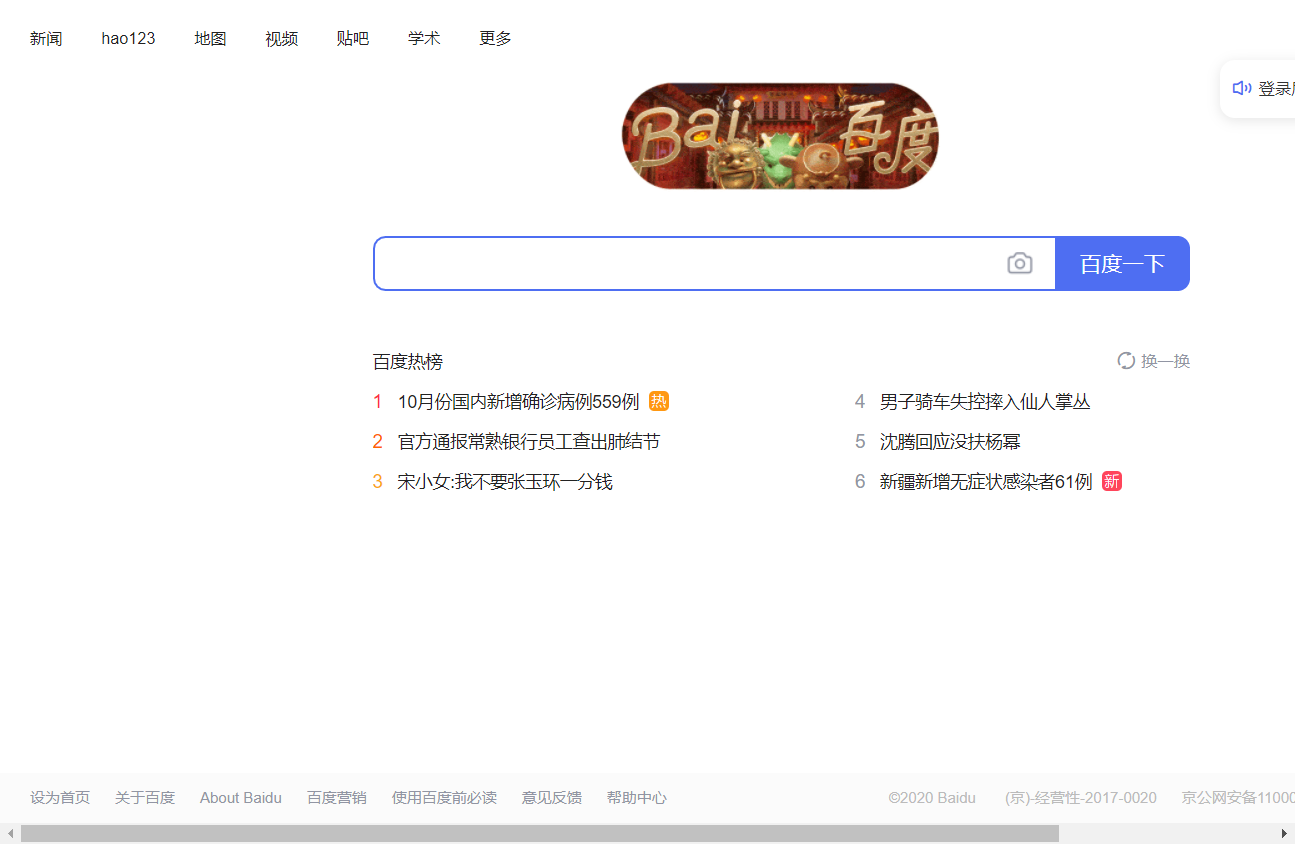 新闻 hao123 地图 视频 贴吧 学术 更多
登录
Bai 百度
百度一下
百度热榜 换一换
1 10月份国内新增确诊病例559例 热
2 官方通报常熟银行员工查出肺结节
3 宋小女:我不要张玉环一分钱
4 男子骑车失控摔入仙人掌丛
5 沈腾回应没扶杨幂
6 新疆新增无症状感染者61例 新
设为首页 关于百度 About Baidu 百度营销 使用百度前必读 意见反馈 帮助中心 ©2020 Baidu (京)-经营性-2017-0020 京公网安备11000